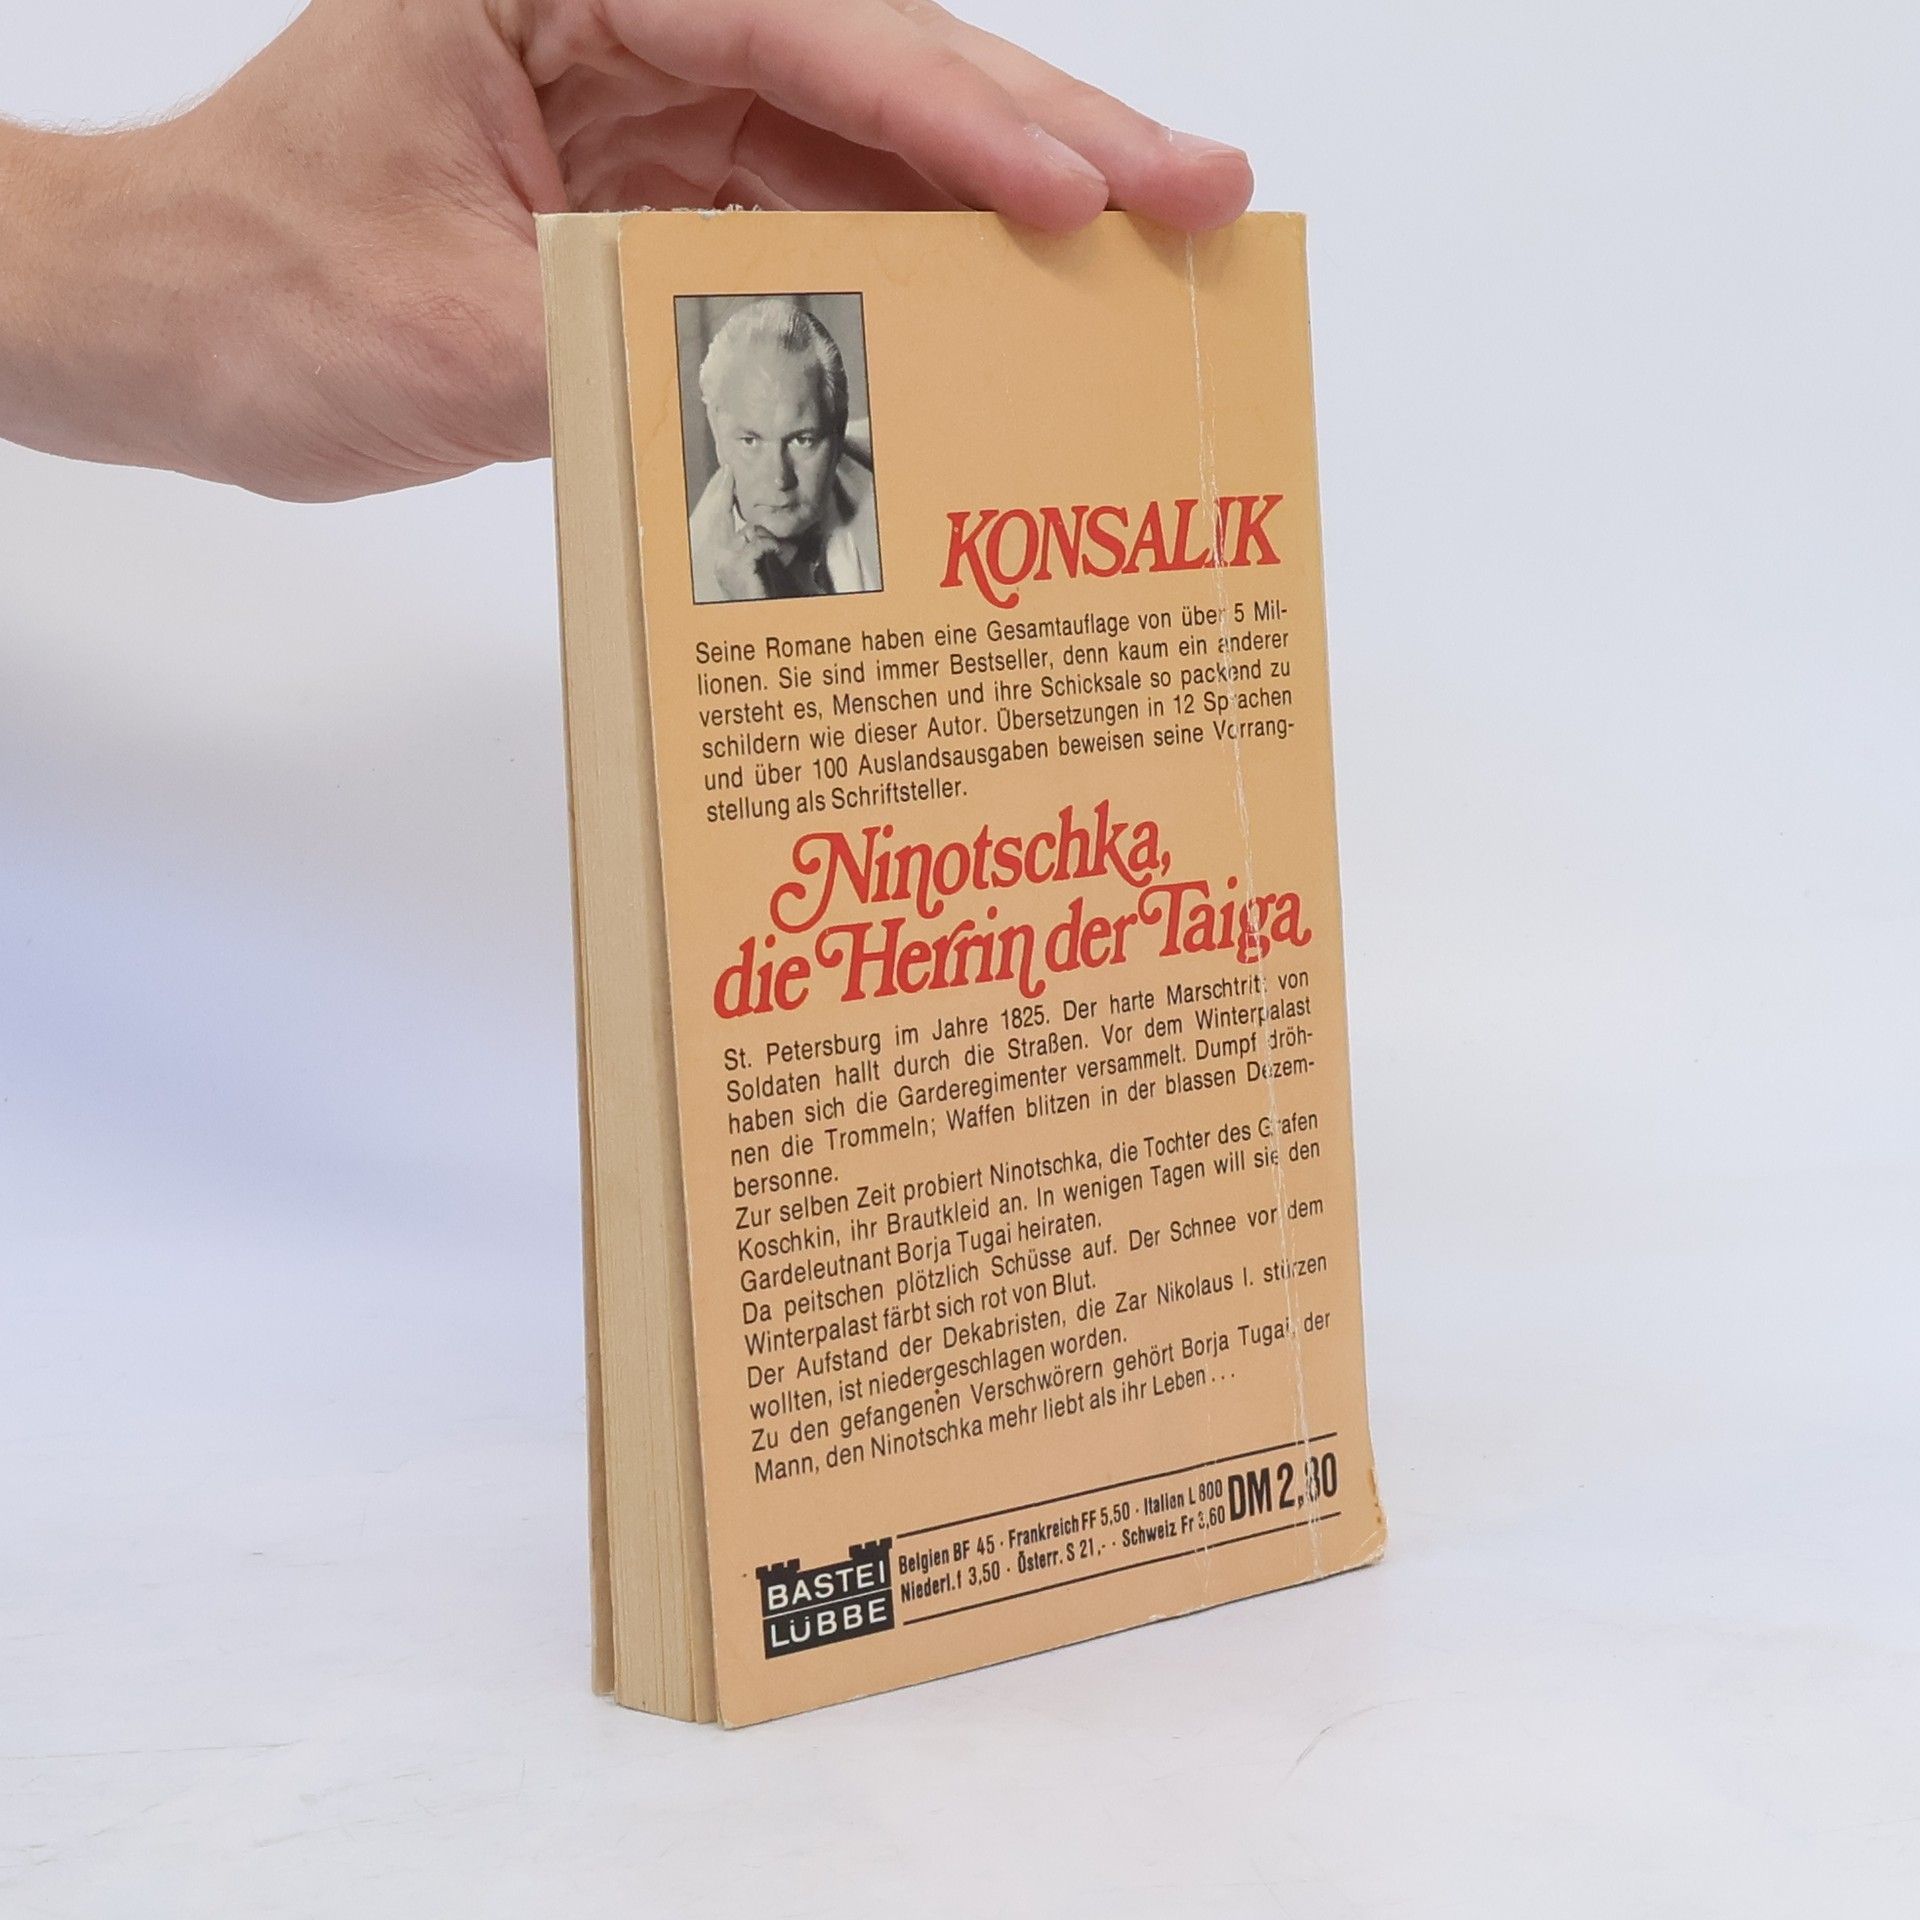 KONSALIK
Seine Romane haben eine Gesamtauflage von über 5 Mil-
lionen. Sie sind immer Bestseller, denn kaum ein anderer
versteht es, Menschen und ihre Schicksale so packend zu
schildern wie dieser Autor. Übersetzungen in 12 Sprachen
und über 100 Auslandsausgaben beweisen seine Vorrang-
stellung als Schriftsteller.
Ninotschka,
die Herrin der Taiga
St. Petersburg im Jahre 1825. Der harte Marschtritt von
Soldaten hallt durch die Straßen. Vor dem Winterpalast
haben sich die Garderegimenter versammelt. Dumpf dröh-
nen die Trommeln; Waffen blitzen in der blassen Dezem-
bersonne.
Zur selben Zeit probiert Ninotschka, die Tochter des Grafen
Koschkin, ihr Brautkleid an. In wenigen Tagen will sie den
Gardeleutnant Borja Tugai heiraten.
Da peitschen plötzlich Schüsse auf. Der Schnee vor dem
Winterpalast färbt sich rot von Blut.
Der Aufstand der Dekabristen, die Zar Nikolaus I. stürzen
wollten, ist niedergeschlagen worden.
Zu den gefangenen Verschwörern gehört Borja Tugai, der
Mann, den Ninotschka mehr liebt als ihr Leben ...
BASTEI
LÜBBE
Belgien BF 45 · Frankreich FF 5,50 · Italien L 800
Niederl. f 3,50 · Österr. S 21,- · Schweiz Fr 3,60
DM 2,80